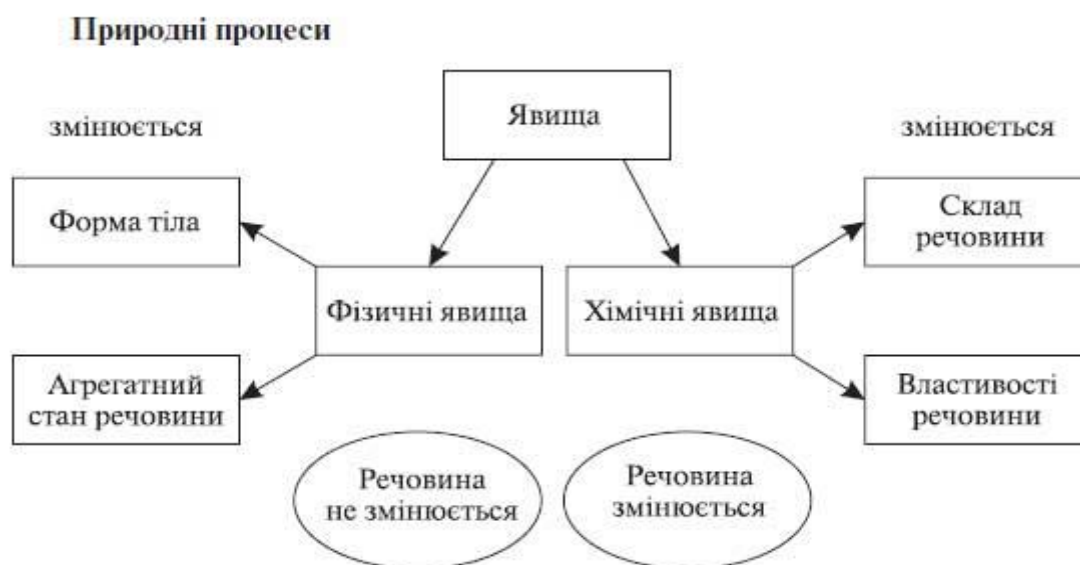 Природні процеси
Явища
змінюється
змінюється
Форма тіла
Склад
речовини
Фізичні явища
Хімічні явища
Агрегатний
стан речовини
Властивості
речовини
Речовина
не змінюється
Речовина
змінюється